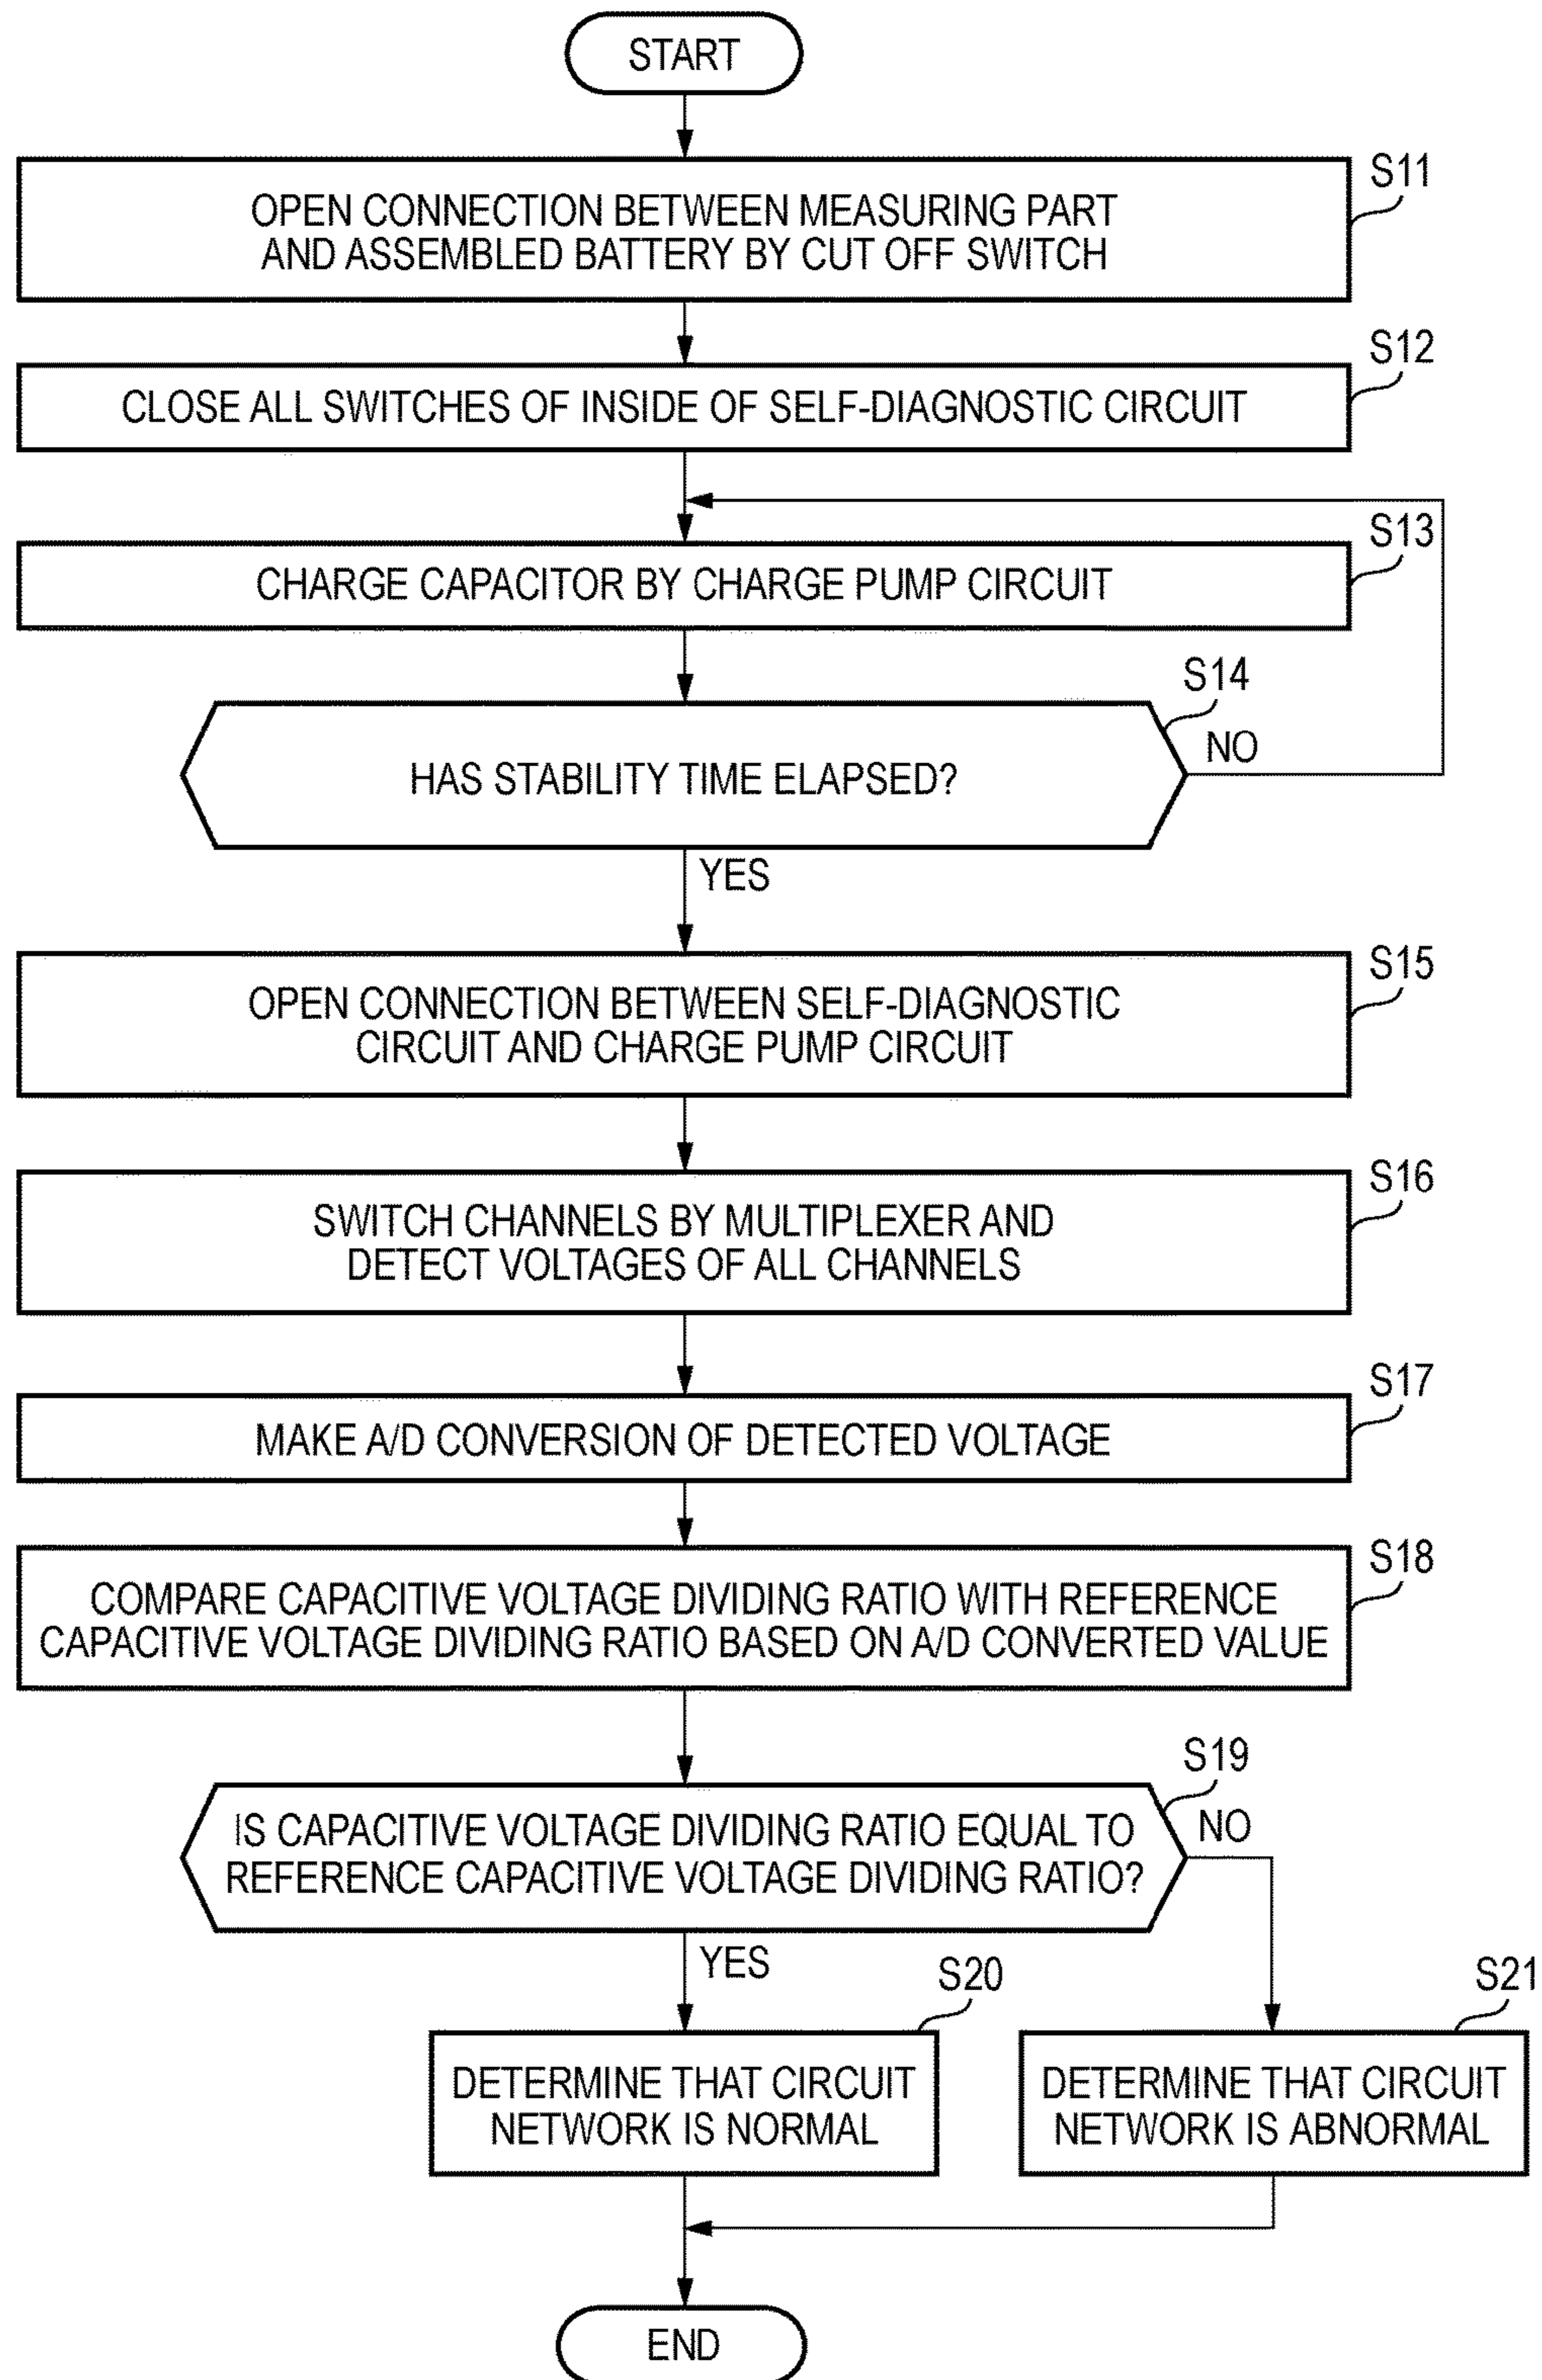 START
S11
OPEN CONNECTION BETWEEN MEASURING PART
AND ASSEMBLED BATTERY BY CUT OFF SWITCH
S12
CLOSE ALL SWITCHES OF INSIDE OF SELF-DIAGNOSTIC CIRCUIT
S13
CHARGE CAPACITOR BY CHARGE PUMP CIRCUIT
S14
NO
HAS STABILITY TIME ELAPSED?
YES
S15
OPEN CONNECTION BETWEEN SELF-DIAGNOSTIC
CIRCUIT AND CHARGE PUMP CIRCUIT
S16
SWITCH CHANNELS BY MULTIPLEXER AND
DETECT VOLTAGES OF ALL CHANNELS
S17
MAKE A/D CONVERSION OF DETECTED VOLTAGE
S18
COMPARE CAPACITIVE VOLTAGE DIVIDING RATIO WITH REFERENCE
CAPACITIVE VOLTAGE DIVIDING RATIO BASED ON A/D CONVERTED VALUE
S19
NO
IS CAPACITIVE VOLTAGE DIVIDING RATIO EQUAL TO
REFERENCE CAPACITIVE VOLTAGE DIVIDING RATIO?
YES
S20
DETERMINE THAT CIRCUIT
NETWORK IS NORMAL
S21
DETERMINE THAT CIRCUIT
NETWORK IS ABNORMAL
END